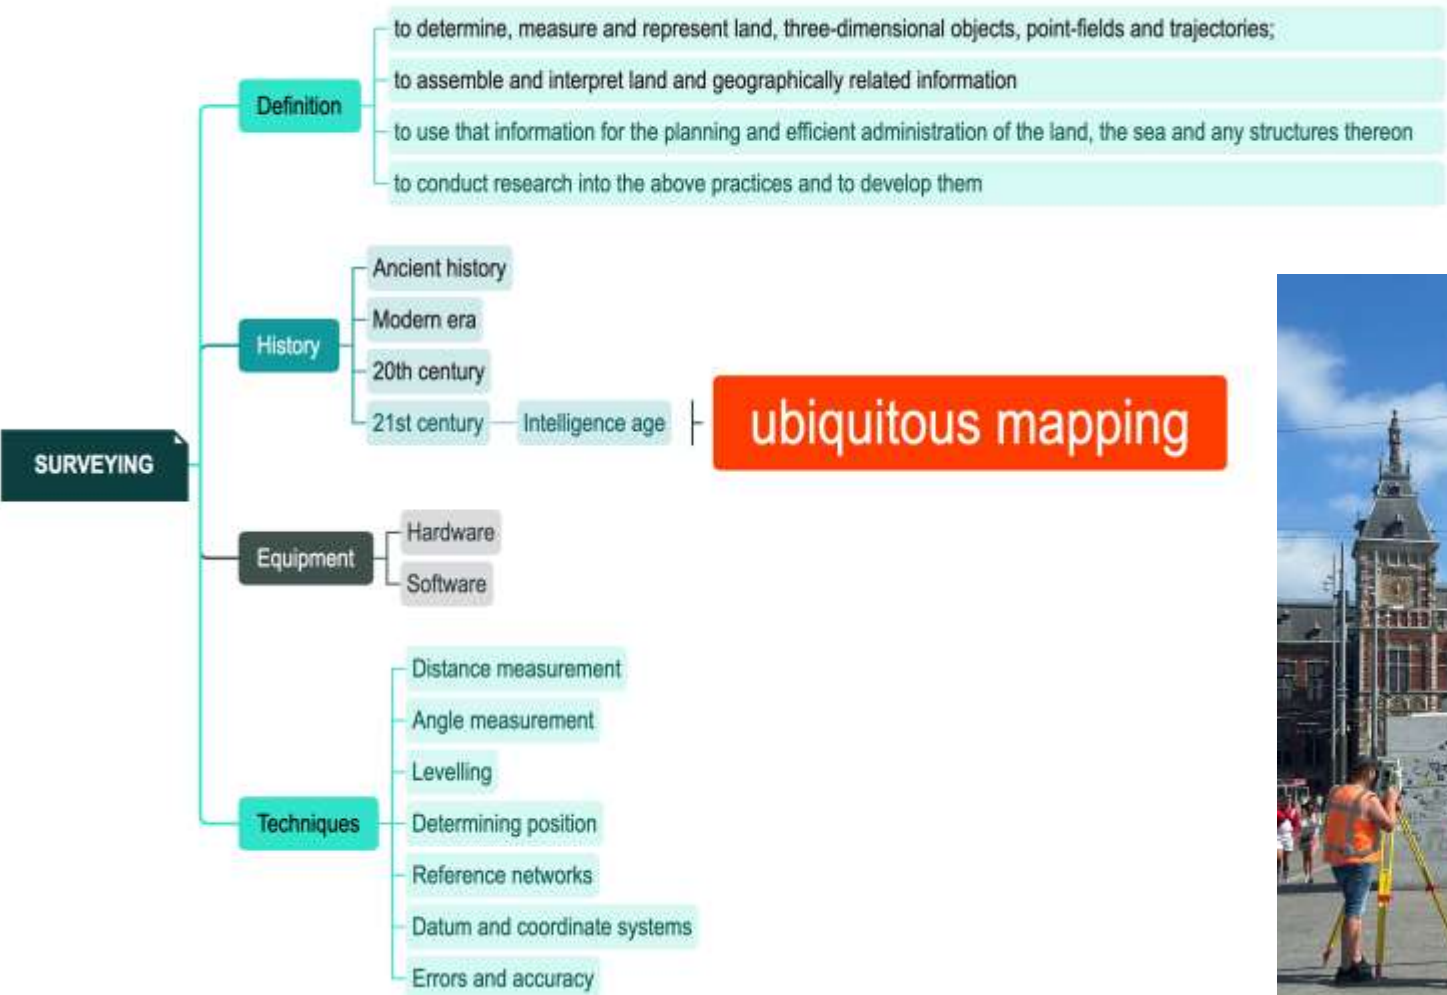 SURVEYING
Definition
to determine, measure and represent land, three-dimensional objects, point-fields and trajectories;
to assemble and interpret land and geographically related information
to use that information for the planning and efficient administration of the land, the sea and any structures thereon
to conduct research into the above practices and to develop them
History
Ancient history
Modern era
20th century
21st century
Intelligence age
ubiquitous mapping
Equipment
Hardware
Software
Techniques
Distance measurement
Angle measurement
Levelling
Determining position
Reference networks
Datum and coordinate systems
Errors and accuracy